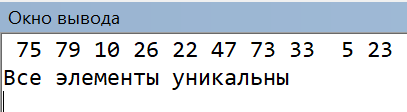 Окно вывода
75 79 10 26 22 47 73 33  5 23
Все элементы уникальны